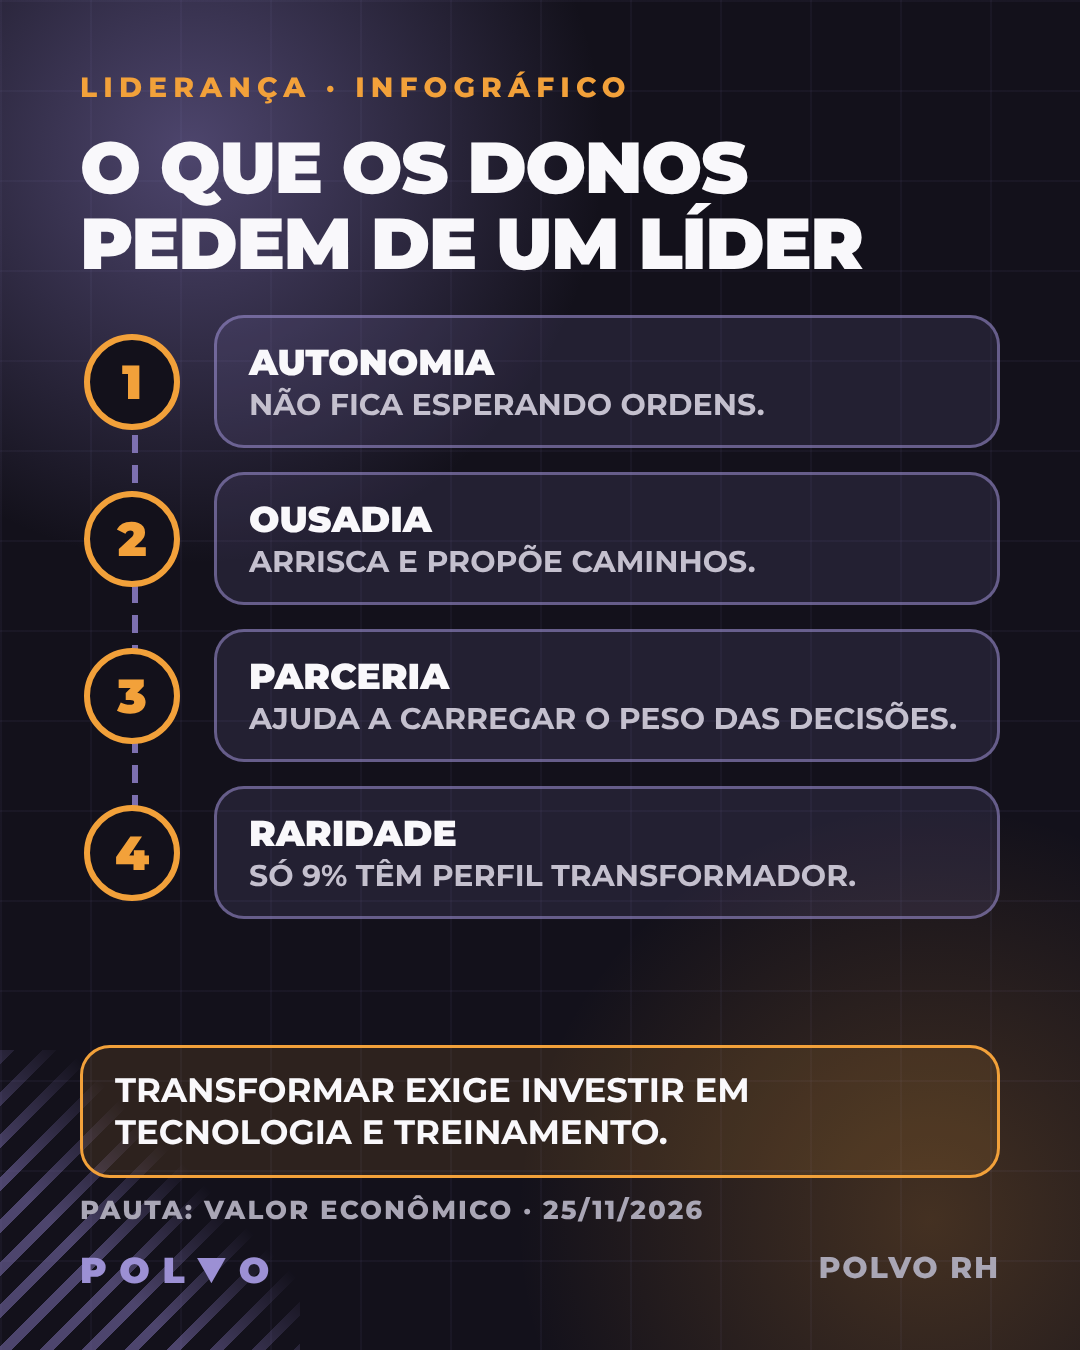 LIDERANÇA · INFOGRÁFICO
O QUE OS DONOS
PEDEM DE UM LÍDER
1
AUTONOMIA
NÃO FICA ESPERANDO ORDENS.
2
OUSADIA
ARRISCA E PROPÕE CAMINHOS.
3
PARCERIA
AJUDA A CARREGAR O PESO DAS DECISÕES.
4
RARIDADE
SÓ 9% TÊM PERFIL TRANSFORMADOR.
TRANSFORMAR EXIGE INVESTIR EM
TECNOLOGIA E TREINAMENTO.
PAUTA: VALOR ECONÔMICO · 25/11/2026
POLVO
POLVO RH